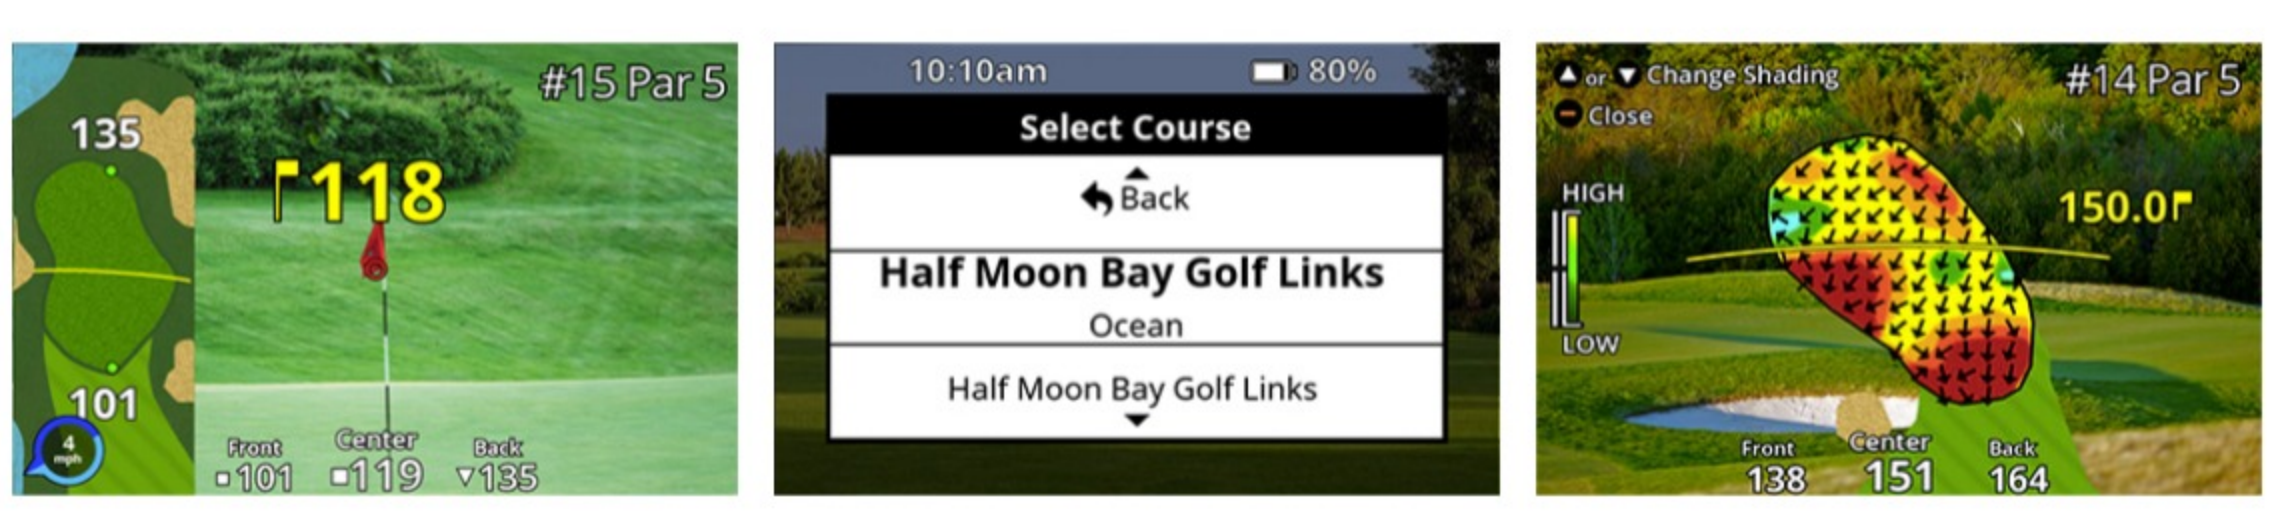 #15 Par 5
135
118
101
4
mph
Front Center Back
101 119 135
10:10am 80%
Select Course
Back
Half Moon Bay Golf Links
Ocean
Half Moon Bay Golf Links
or Change Shading
Close
#14 Par 5
HIGH
150.0
LOW
Front Center Back
138 151 164